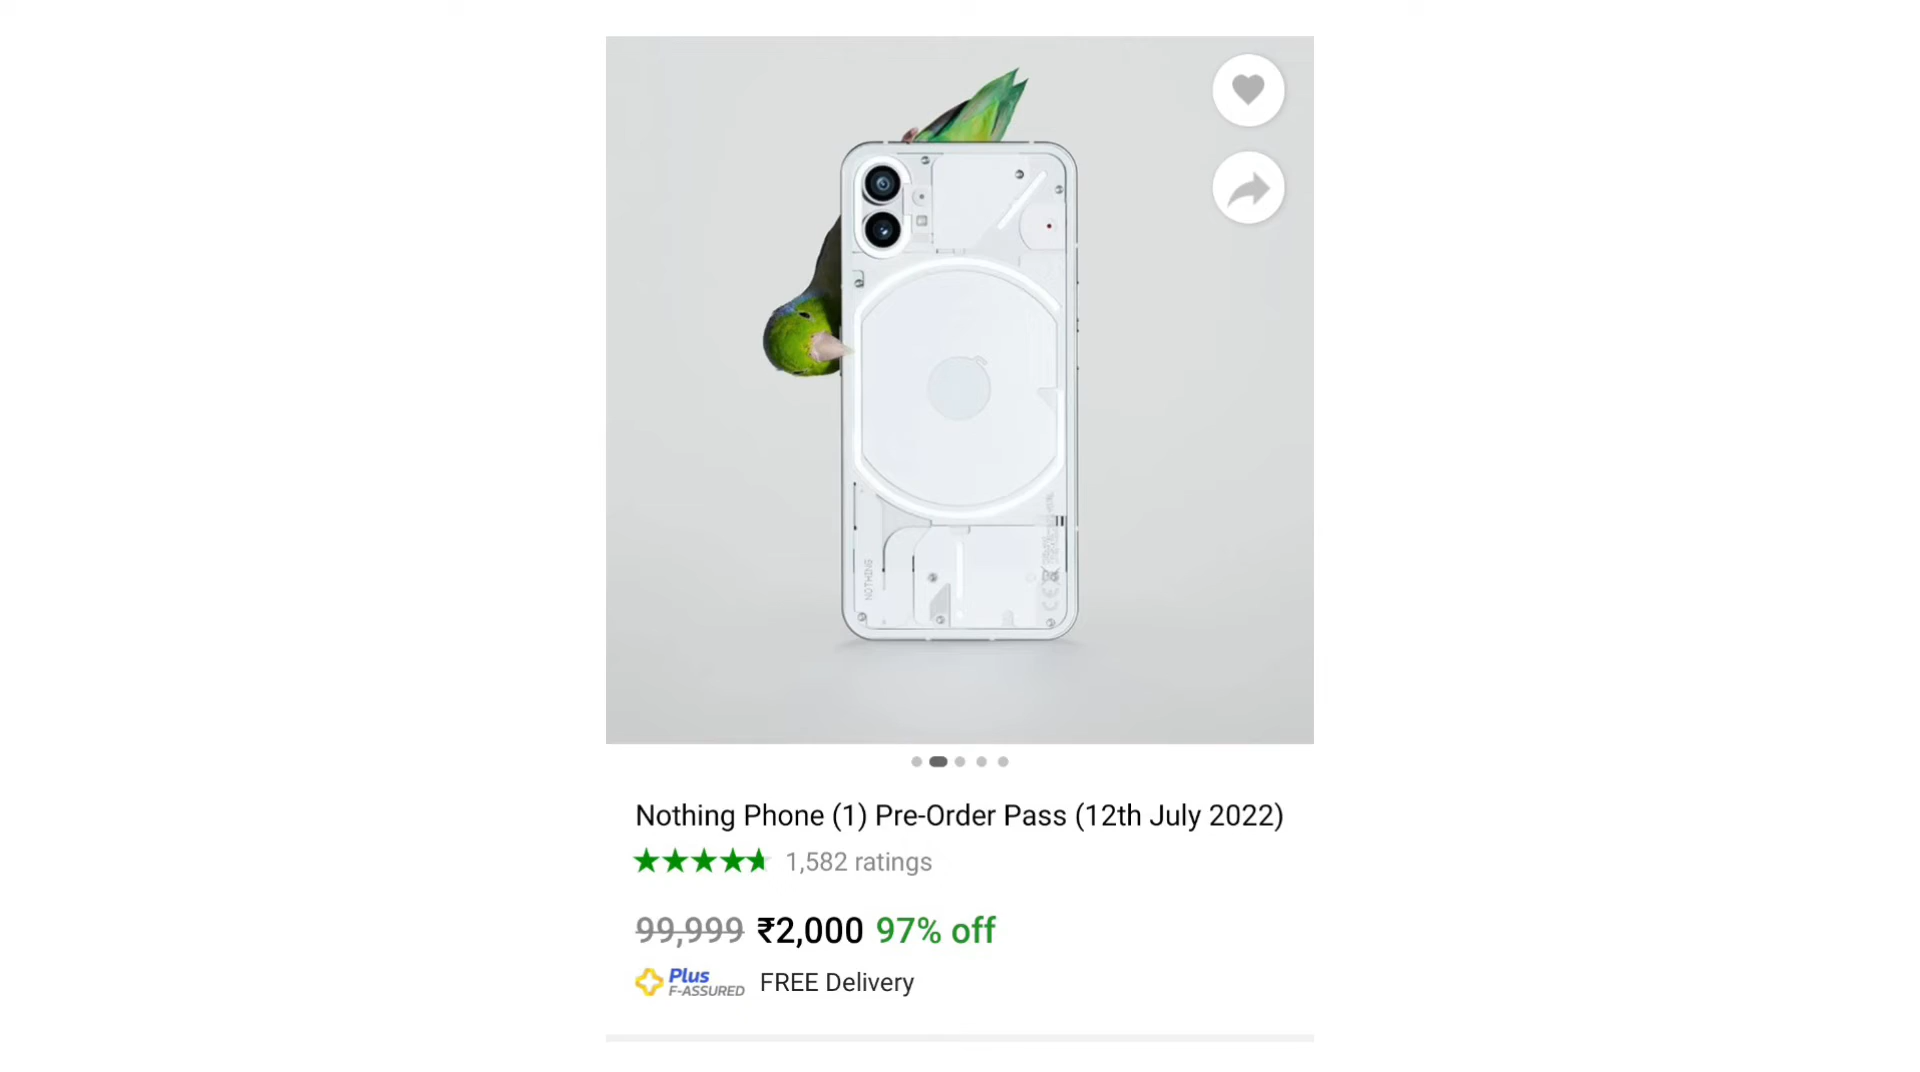 NOTHING
Nothing Phone (1) Pre-Order Pass (12th July 2022)
1,582 ratings
99,999 ₹2,000 97% off
Plus
F-ASSURED FREE Delivery